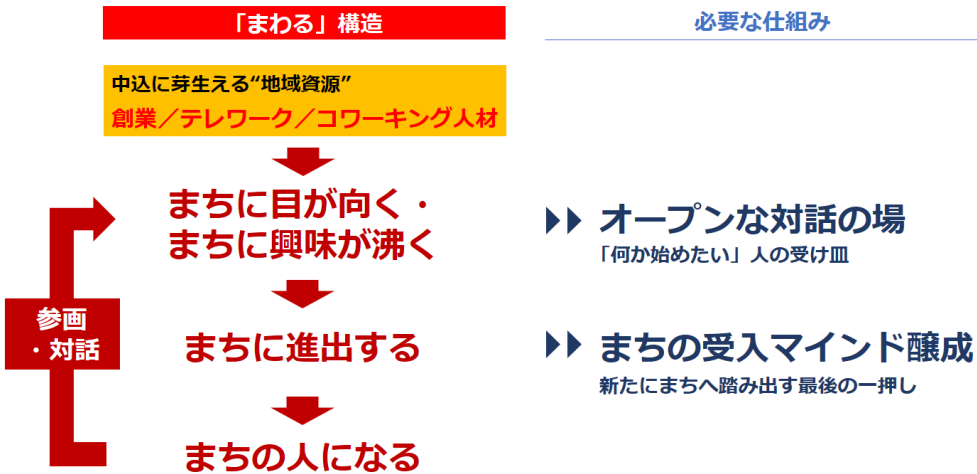 「まわる」構造
必要な仕組み
中込に芽生える“地域資源”
創業／テレワーク／コワーキング人材
まちに目が向く・
まちに興味が沸く
オープンな対話の場
「何か始めたい」人の受け皿
参画
・対話
まちに進出する
まちの受入マインド醸成
新たにまちへ踏み出す最後の一押し
まちの人になる